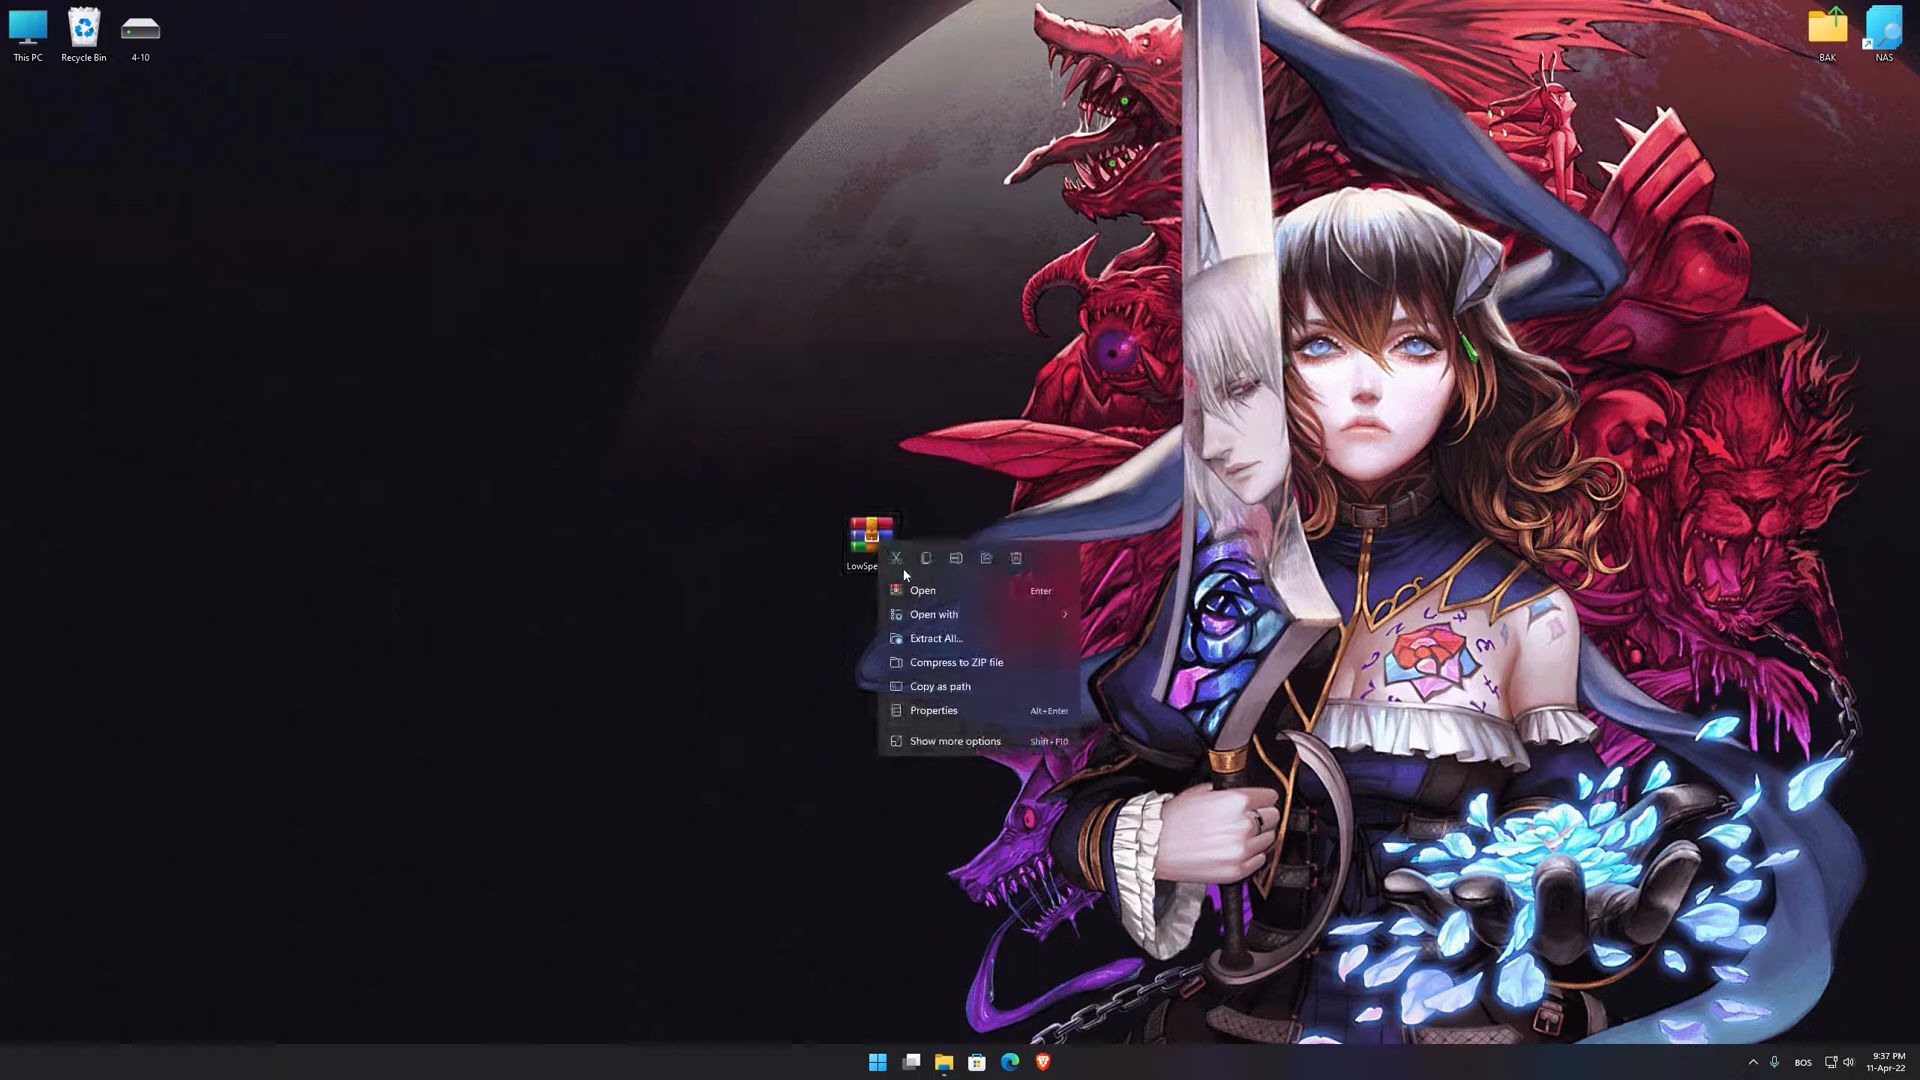 This PC
Recycle Bin
4-10
BAK
NAS
LowSpe
Open Enter
Open with
Extract All...
Compress to ZIP file
Copy as path
Properties Alt+Enter
Show more options Shift+F10
BOS
9:37 PM
11-Apr-22